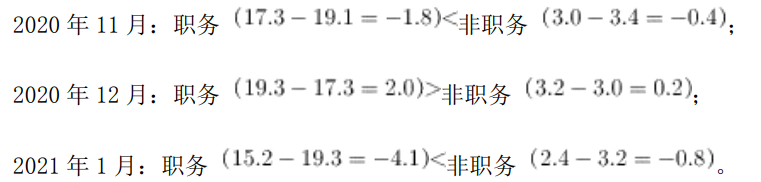 2020 年 11 月：职务 (17.3 − 19.1 = −1.8)<非职务 (3.0 − 3.4 = −0.4)；
2020 年 12 月：职务 (19.3 − 17.3 = 2.0)>非职务 (3.2 − 3.0 = 0.2)；
2021 年 1 月：职务 (15.2 − 19.3 = −4.1)<非职务 (2.4 − 3.2 = −0.8)。